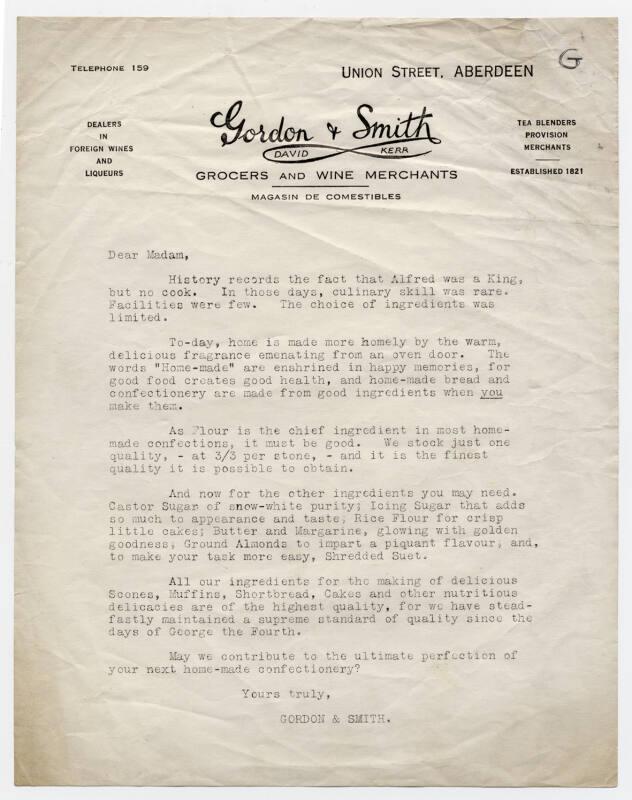 TELEPHONE 159
UNION STREET, ABERDEEN
G
DEALERS
IN
FOREIGN WINES
AND
LIQUEURS
Gordon & Smith
DAVID KERR
GROCERS AND WINE MERCHANTS
MAGASIN DE COMESTIBLES
TEA BLENDERS
PROVISION
MERCHANTS
ESTABLISHED 1821
Dear Madam,
History records the fact that Alfred was a King,
but no cook. In those days, culinary skill was rare.
Facilities were few. The choice of ingredients was
limited.
To-day, home is made more homely by the warm,
delicious fragrance emenating from an oven door. The
words "Home-made" are enshrined in happy memories, for
good food creates good health, and home-made bread and
confectionery are made from good ingredients when you
make them.
As Flour is the chief ingredient in most home-
made confections, it must be good. We stock just one
quality, - at 3/3 per stone, - and it is the finest
quality it is possible to obtain.
And now for the other ingredients you may need.
Castor Sugar of snow-white purity; Icing Sugar that adds
so much to appearance and taste; Rice Flour for crisp
little cakes; Butter and Margarine, glowing with golden
goodness; Ground Almonds to impart a piquant flavour; and,
to make your task more easy, Shredded Suet.
All our ingredients for the making of delicious
Scones, Muffins, Shortbread, Cakes and other nutritious
delicacies are of the highest quality, for we have stead-
fastly maintained a supreme standard of quality since the
days of George the Fourth.
May we contribute to the ultimate perfection of
your next home-made confectionery?
Yours truly,
GORDON & SMITH.